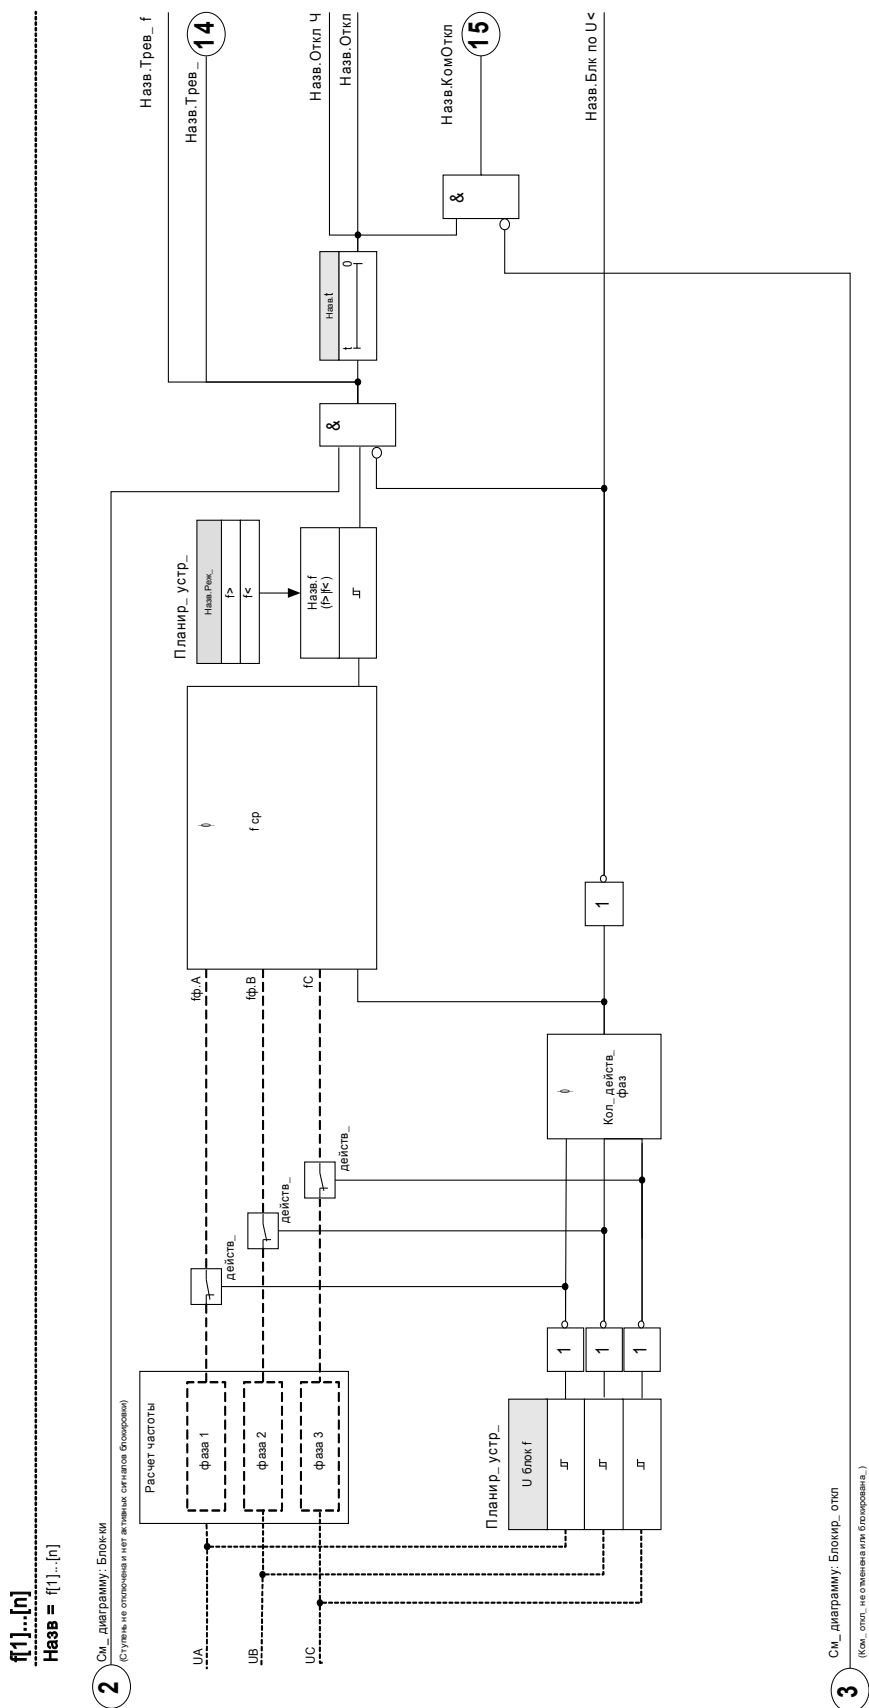 f[1]...[n]
Назв = f[1]...[n]
2
См_ диаграмму: Блок-ки
(Ступень не отключена и нет активных сигналов блокировки)
UA
UB
UC
Расчет частоты
фаза 1
фаза 2
фаза 3
действ_
действ_
действ_
fф.A
fф.B
fC
f ср
Планир_ устр_
Назв.Реж_
f>
f<
Назв.f
(f>|f<)
&
Назв.t
t
0
Назв.Трев_ f
Назв.Трев_
14
Назв.Откл Ч
Назв.Откл
&
Назв.КомОткл
15
Назв.Блк по U <
Планир_ устр_
U блок f
1
1
1
Кол_ действ_
фаз
1
3
См_ диаграмму: Блокир_ откл
(Ком_ откл_ не отменена или блокирована_)